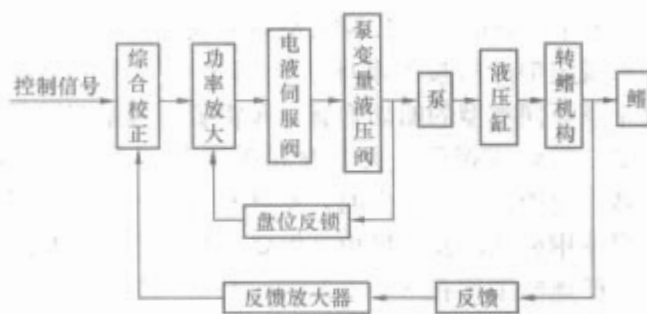 控制信号
综合校正
功率放大
电液伺服阀
泵变量液压阀
泵
液压缸
转鳍机构
鳍
盘位反锁
反馈放大器
反馈